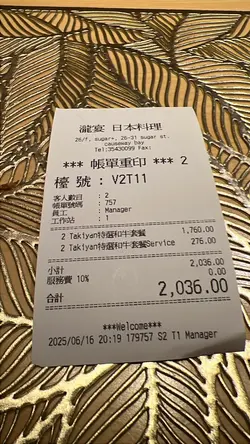 瀧宴 日本料理
26/f, sugar+, 26-31 sugar st.
causeway Bay
Tel:35430099 Fax:
*** 帳單重印 *** 2
檯 號 : V2T11
客人數目 : 2
帳單號碼 : 757
員工 : Manager
工作站 : 1
2 Takiyan特選和牛套餐 1,760.00
2 Takiyan特選和牛套餐Service 276.00
小計 2,036.00
服務費 10% 0.00
合計 2,036.00
***Welcome***
2025/06/16 20:19 179757 S2 T1 Manager